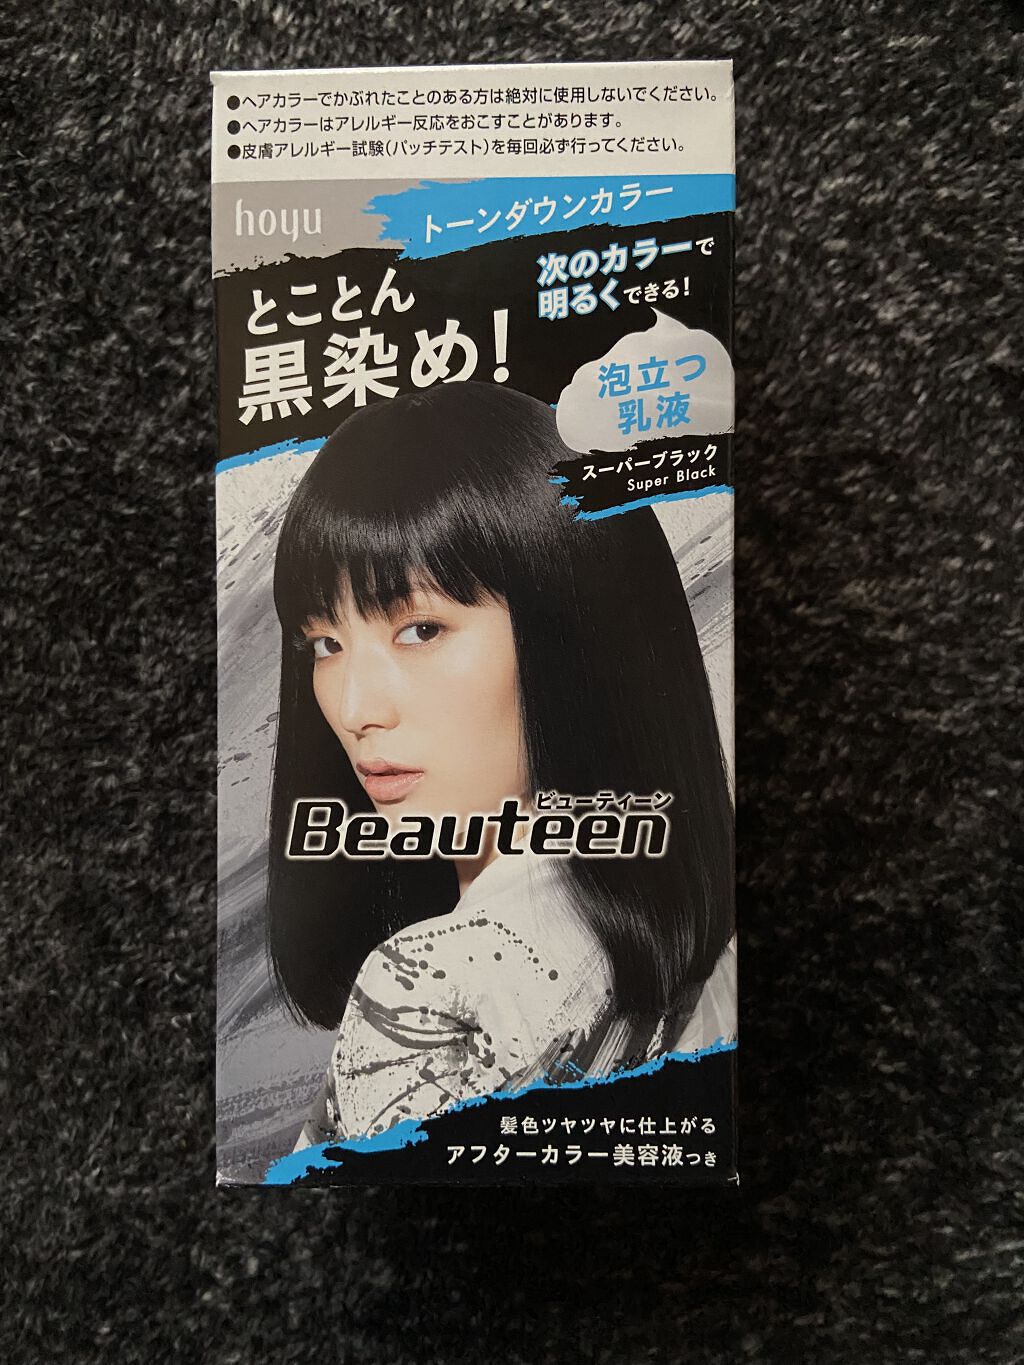 ●ヘアカラーでかぶれたことのある方は絶対に使用しないでください。
●ヘアカラーはアレルギー反応をおこすことがあります。
●皮膚アレルギー試験(パッチテスト)を毎回必ず行ってください。
hoyu
トーンダウンカラー
とことん
黒染め!
次のカラーで
明るくできる!
泡立つ
乳液
スーパーブラック
Super Black
ビューティーン
Beauteen
髪色ツヤツヤに仕上がる
アフターカラー美容液つき